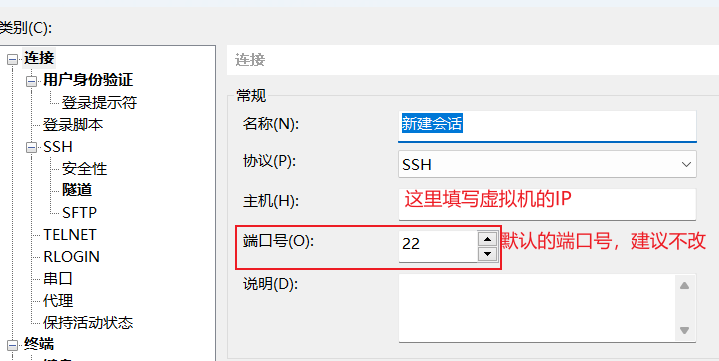 类别(C):
连接
用户身份验证
登录提示符
登录脚本
SSH
安全性
隧道
SFTP
TELNET
RLOGIN
串口
代理
保持活动状态
终端
连接
常规
名称(N):
新建会话
协议(P):
SSH
主机(H):
这里填写虚拟机的IP
端口号(O):
22
默认的端口号，建议不改
说明(D):